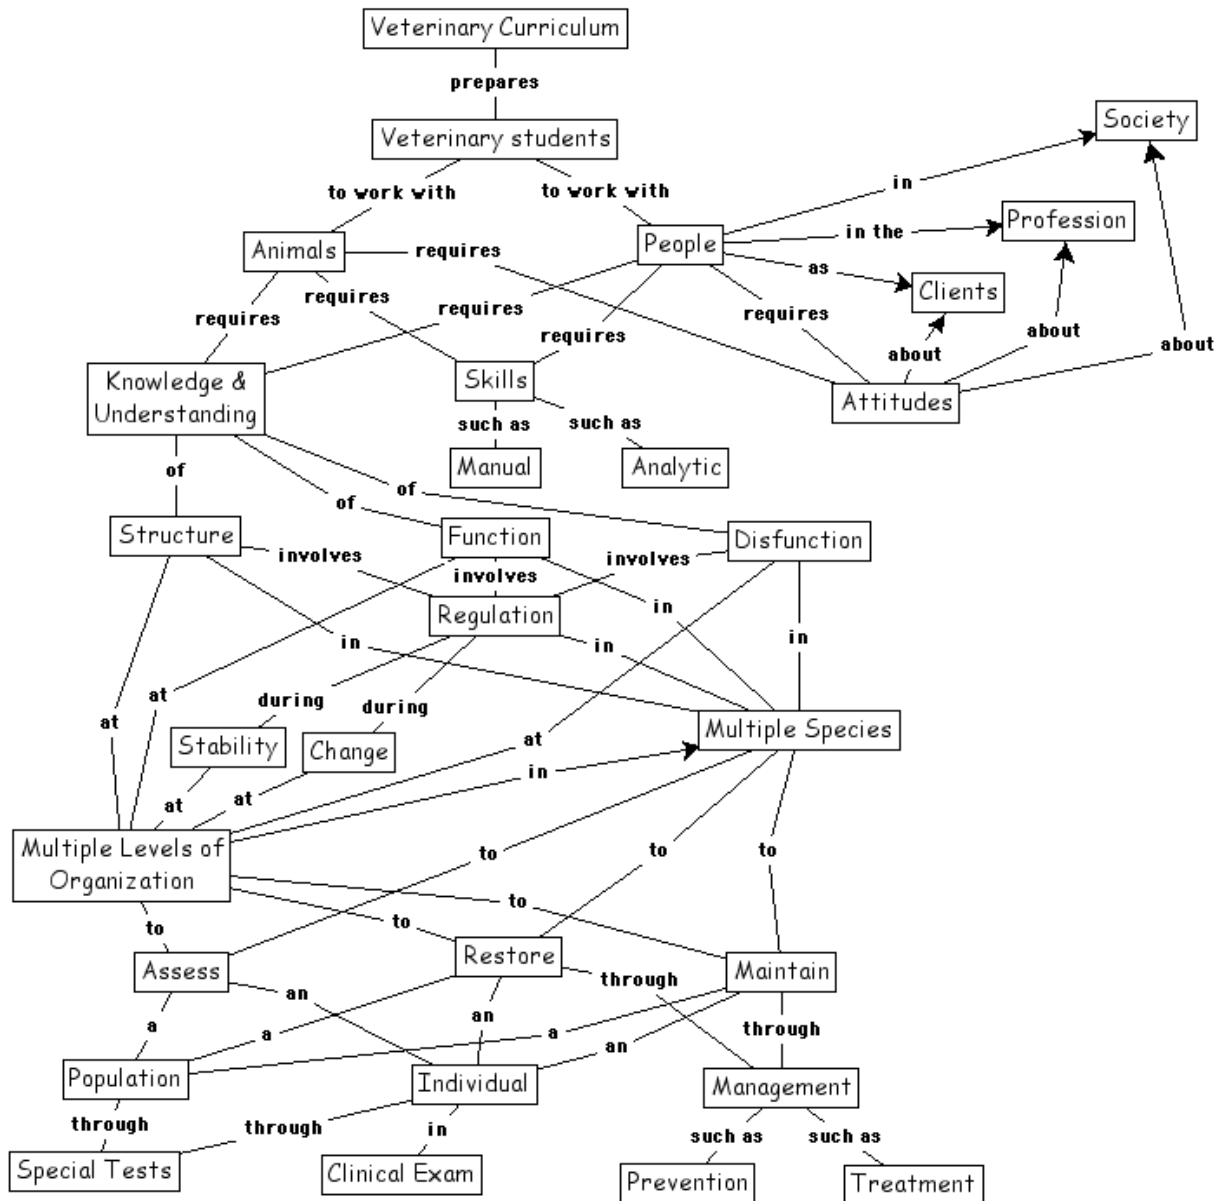 Veterinary Curriculum
prepares
Veterinary students
Society
to work with
to work with
in
Profession
People
in the
Animals
requires
as
Clients
requires
requires
requires
requires
requires
about
about
about
Knowledge &
Understanding
Skills
Attitudes
such as
such as
Manual
Analytic
of
of
of
Structure
Function
Disfunction
involves
involves
involves
Regulation
in
in
in
in
at
at
during
during
Multiple Species
Stability
Change
at
in
at
at
Multiple Levels of
Organization
to
to
to
to
to
to
Assess
Restore
Maintain
through
an
a
an
a
a
an
through
Population
Individual
Management
through
through
in
such as
such as
Special Tests
Clinical Exam
Prevention
Treatment